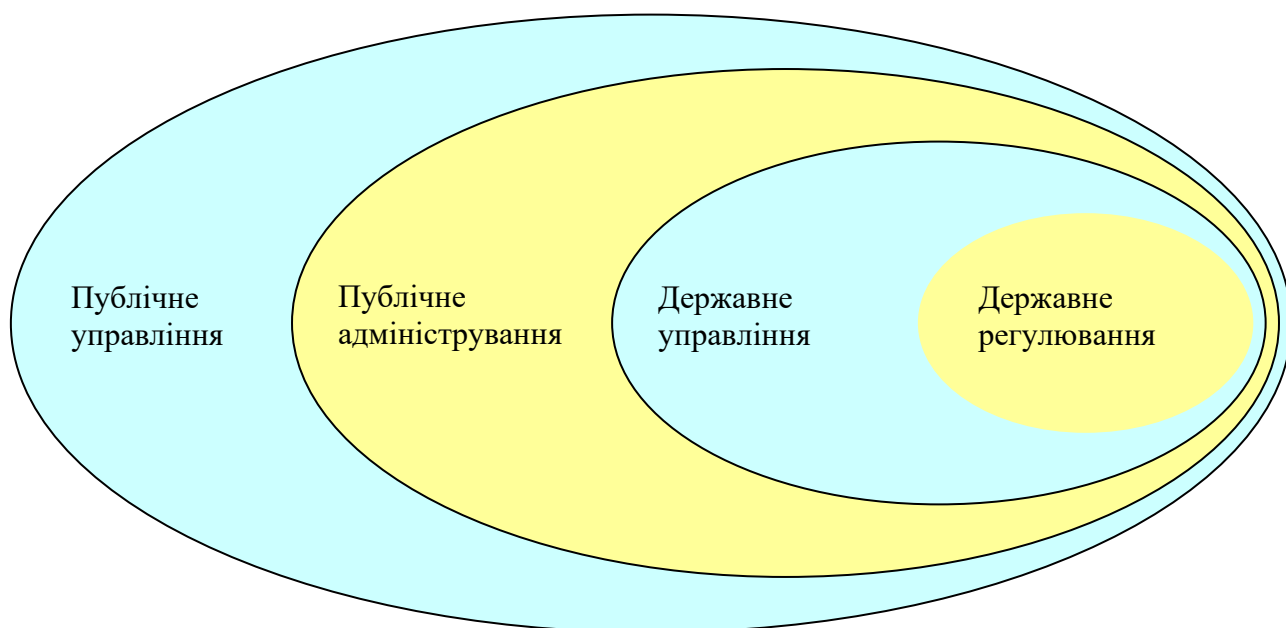 Публічне
управління
Публічне
адміністрування
Державне
управління
Державне
регулювання